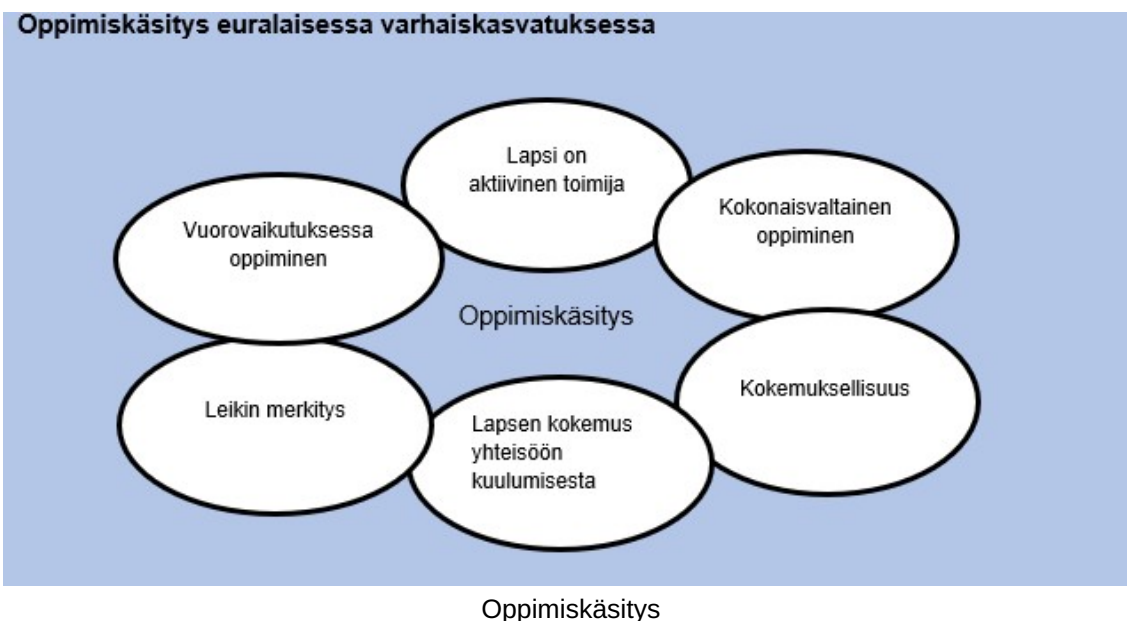 Oppimiskäsitys euralaisessa varhaiskasvatuksessa
Lapsi on
aktiivinen toimija
Kokonaisvaltainen
oppiminen
Vuorovaikutuksessa
oppiminen
Oppimiskäsitys
Kokemuksellisuus
Leikin merkitys
Lapsen kokemus
yhteisöön
kuulumisesta
Oppimiskäsitys